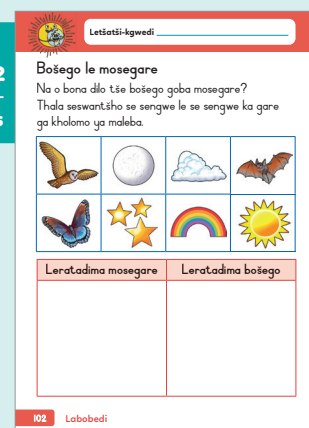 Letšatši-kgwedi
Bošego le mosegare
Na o bona dilo tše bošego goba mosegare?
Thala seswantšho se sengwe le se sengwe ka gare
ga kholomo ya maleba.
Leratadima mosegare
Leratadima bošego
102 Labobedi